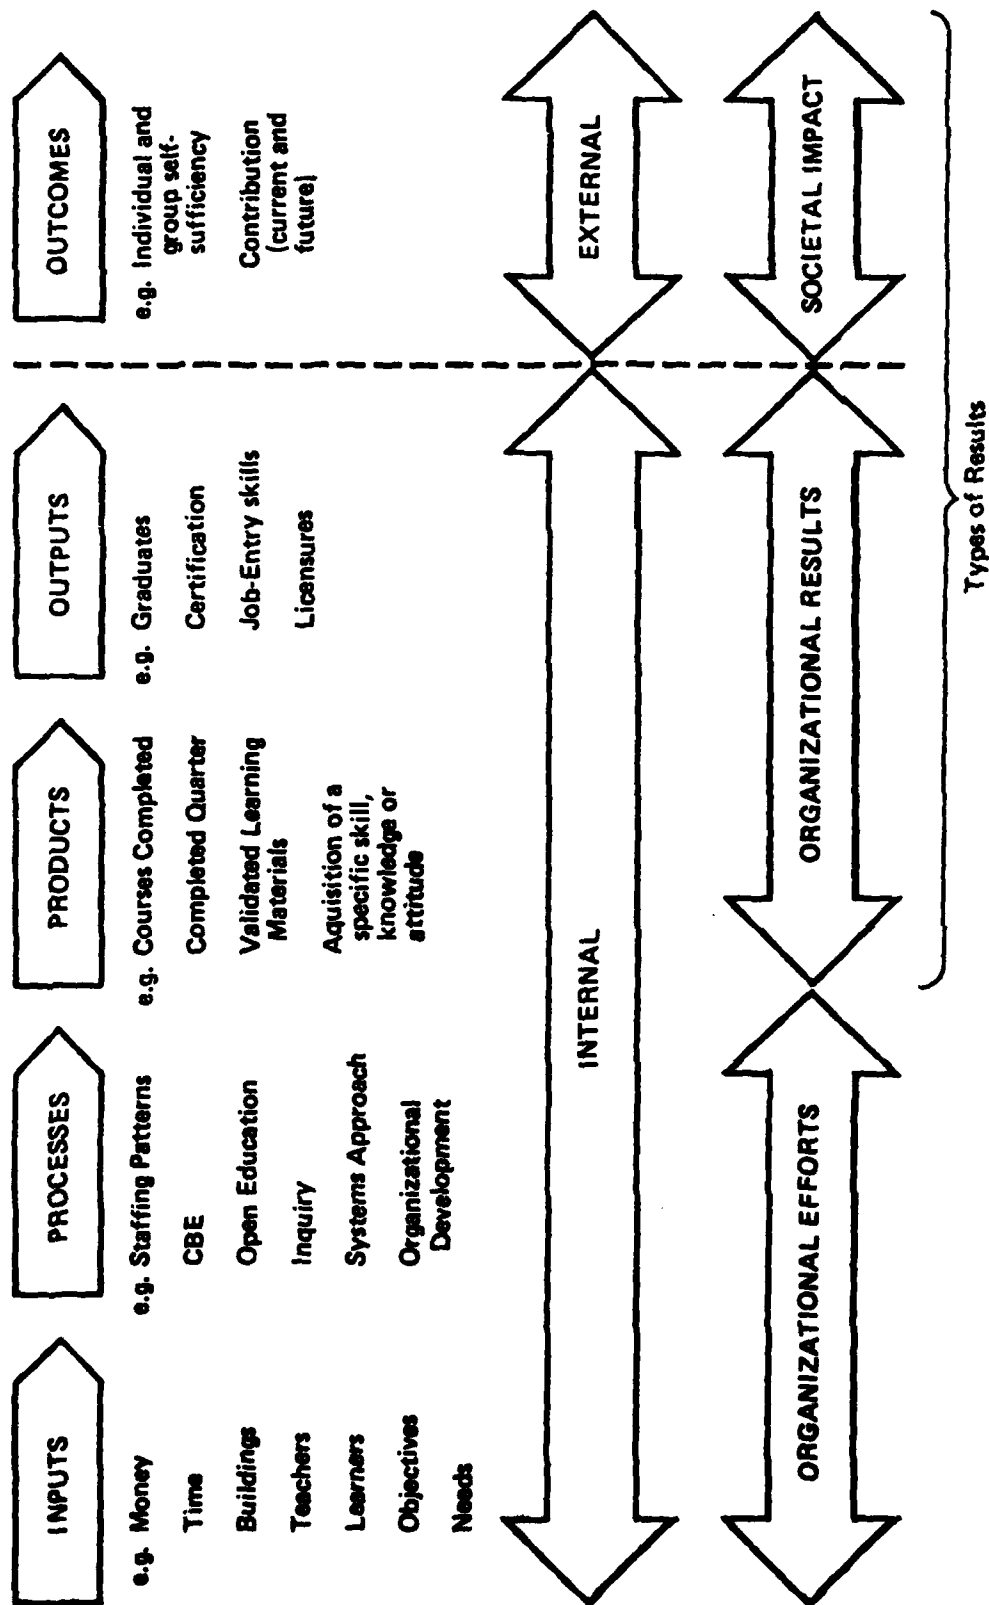 INPUTS
e.g. Money
Time
Buildings
Teachers
Learners
Objectives
Needs
PROCESSES
e.g. Staffing Patterns
CBE
Open Education
Inquiry
Systems Approach
Organizational
Development
PRODUCTS
e.g. Courses Completed
Completed Quarter
Validated Learning
Materials
Aquisition of a
specific skill,
knowledge or
attitude
OUTPUTS
e.g. Graduates
Certification
Job-Entry skills
Licensures
OUTCOMES
e.g. Individual and
group self-
sufficiency
Contribution
(current and
future)
INTERNAL
EXTERNAL
ORGANIZATIONAL EFFORTS
ORGANIZATIONAL RESULTS
SOCIETAL IMPACT
Types of Results